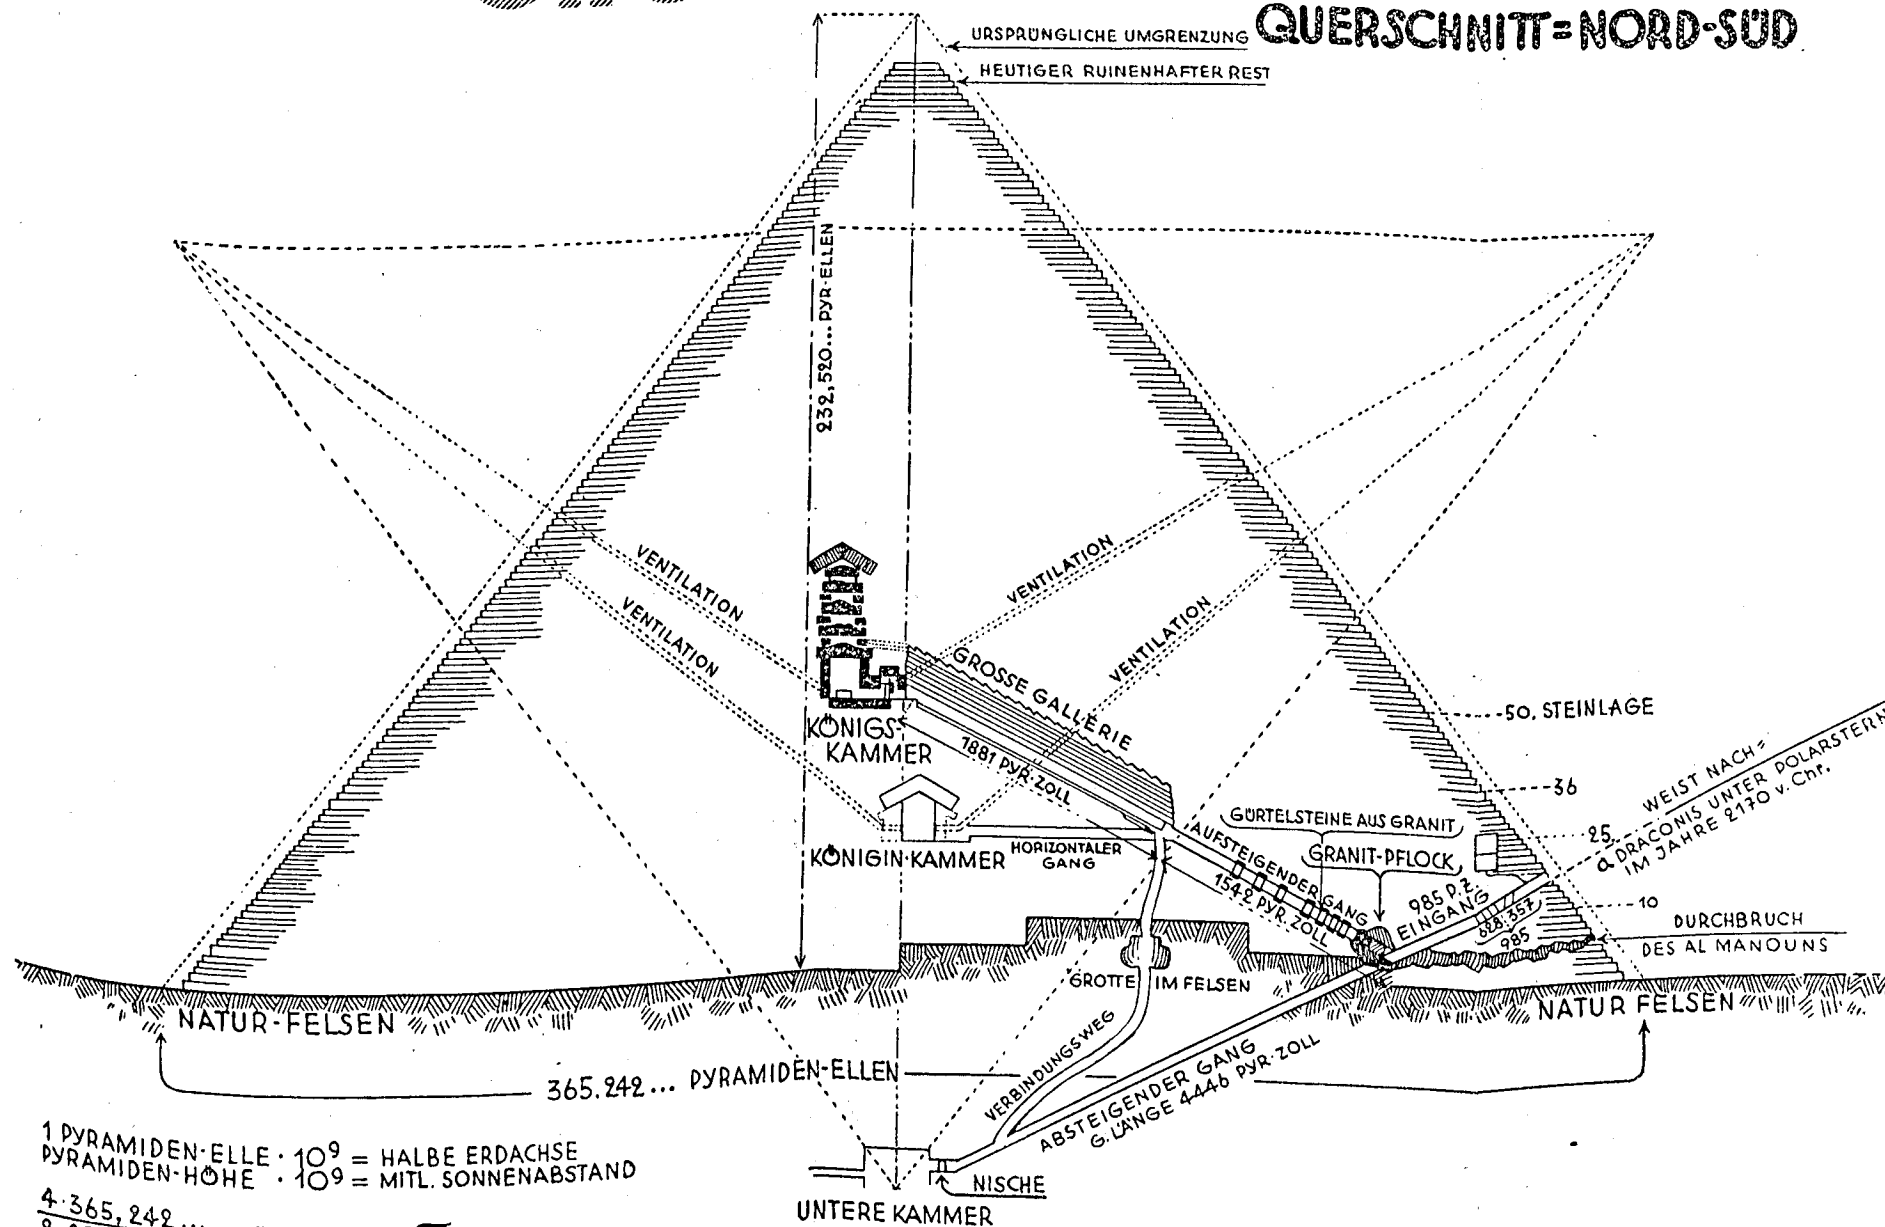 QUERSCHNITT=NORD-SÜD
URSPRÜNGLICHE UMGRENZUNG
HEUTIGER RUINENHAFTER REST
232,520... PYR·ELLEN
VENTILATION
VENTILATION
VENTILATION
VENTILATION
GROSSE GALLERIE
KÖNIGS-
KAMMER
1881 PYR·ZOLL
50. STEINLAGE
36
25
10
WEIST NACH=
α DRACONIS UNTER POLARSTERN
IM JAHRE 2170 v. Chr.
GÜRTELSTEINE AUS GRANIT
GRANIT-PFLOCK
KÖNIGIN·KAMMER
HORIZONTALER
GANG
AUFSTEIGENDER GANG
1542 PYR. ZOLL
985 P.Z.
EINGANG
628:357
985
DURCHBRUCH
DES AL MANOUNS
GROTTE IM FELSEN
NATUR-FELSEN
NATUR FELSEN
VERBINDUNGSWEG
ABSTEIGENDER GANG
G. LÄNGE 4446 PYR·ZOLL
365.242... PYRAMIDEN-ELLEN
1 PYRAMIDEN-ELLE · 10⁹ = HALBE ERDACHSE
PYRAMIDEN-HÖHE · 10⁹ = MITL. SONNENABSTAND
4·365,242
NISCHE
UNTERE KAMMER